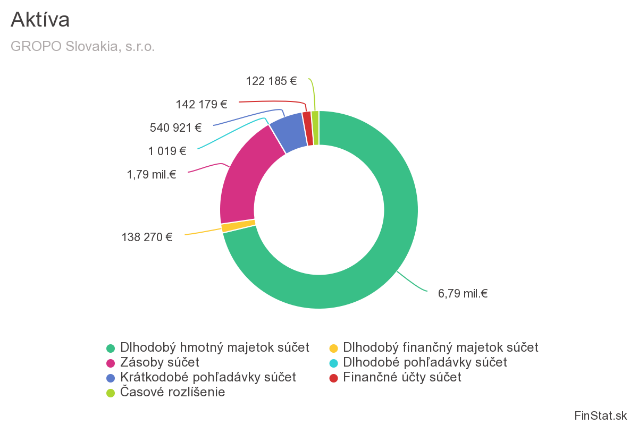 Aktíva
GROPO Slovakia, s.r.o.
122 185 €
142 179 €
540 921 €
1 019 €
1,79 mil.€
138 270 €
6,79 mil.€
Dlhodobý hmotný majetok súčet
Dlhodobý finančný majetok súčet
Zásoby súčet
Dlhodobé pohľadávky súčet
Krátkodobé pohľadávky súčet
Finančné účty súčet
Časové rozlíšenie
FinStat.sk